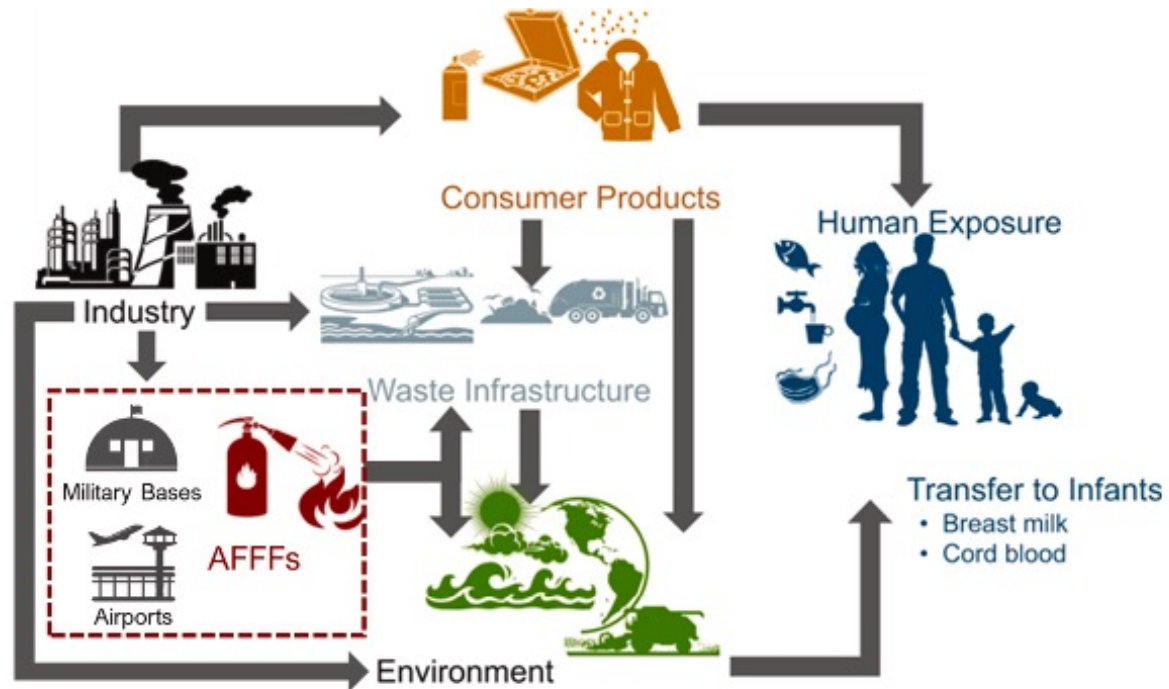 Consumer Products
Human Exposure
Industry
Waste Infrastructure
Military Bases
AFFFs
Airports
Transfer to Infants
• Breast milk
• Cord blood
Environment